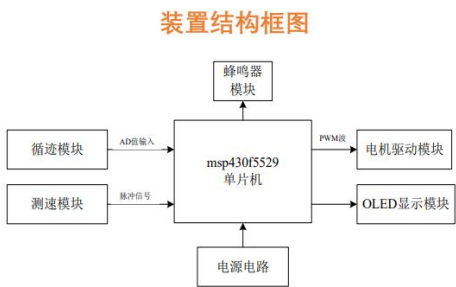 装置结构框图
蜂鸣器
模块
循迹模块
AD值输入
msp430f5529
单片机
PWM波
电机驱动模块
测速模块
脉冲信号
OLED显示模块
电源电路